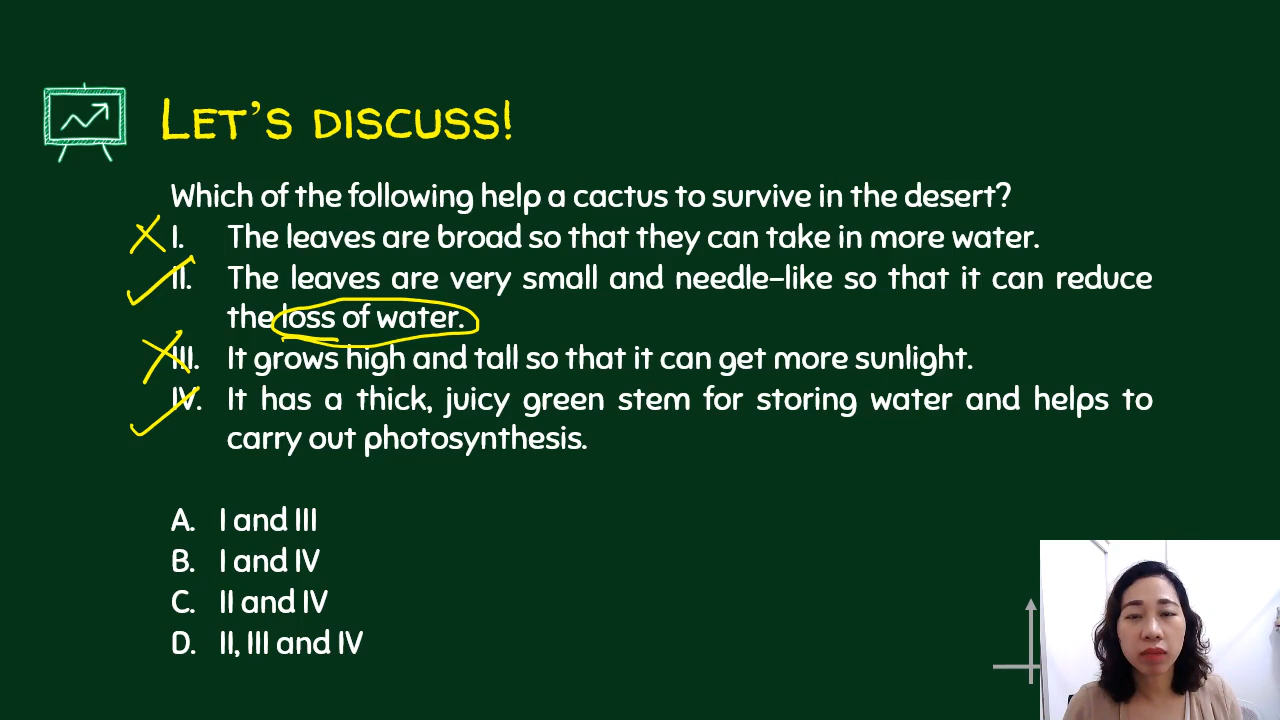 LET'S DISCUSS!
Which of the following help a cactus to survive in the desert?
I. The leaves are broad so that they can take in more water.
II. The leaves are very small and needle-like so that it can reduce
the loss of water.
III. It grows high and tall so that it can get more sunlight.
IV. It has a thick, juicy green stem for storing water and helps to
carry out photosynthesis.
A. I and III
B. I and IV
C. II and IV
D. II, III and IV